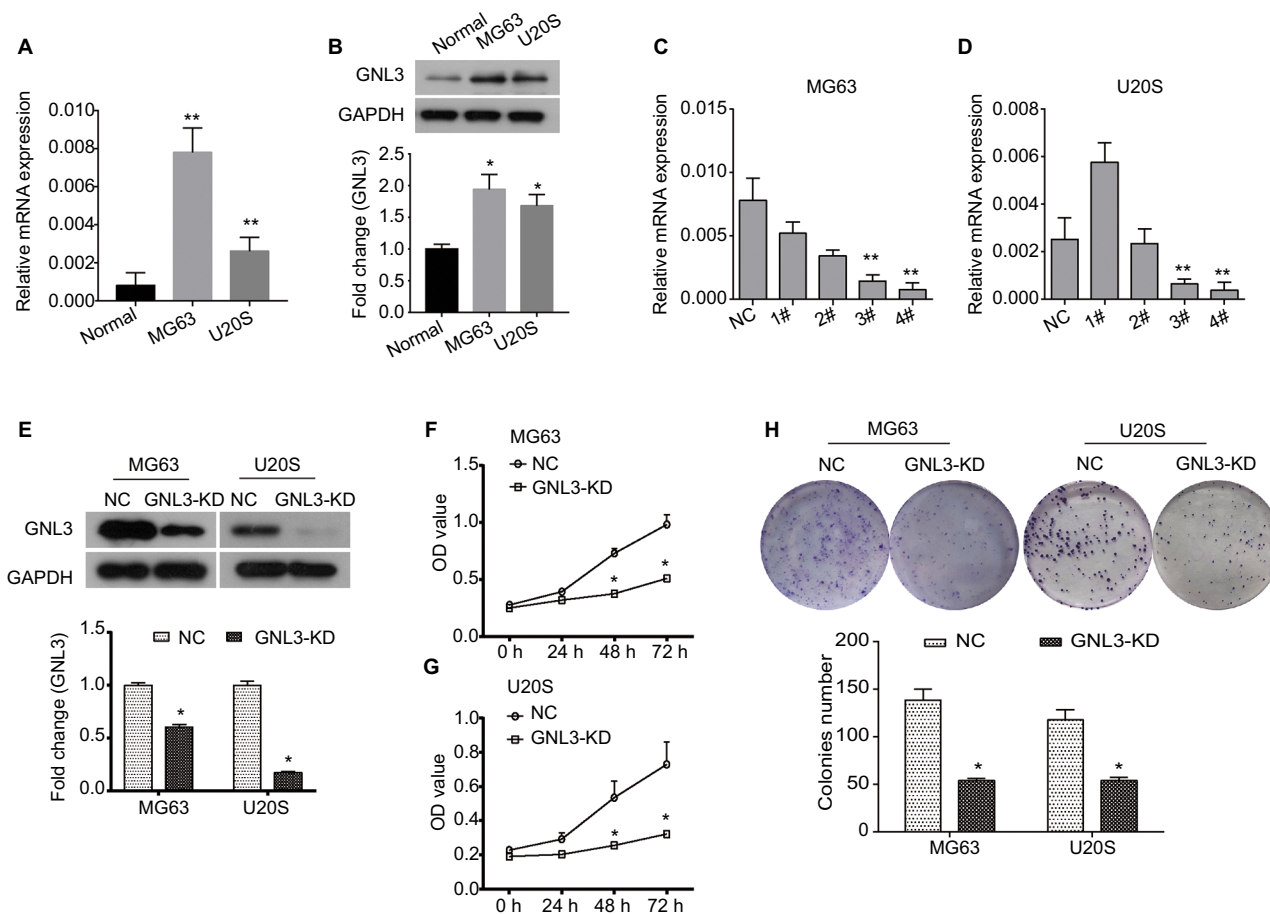 A
Relative mRNA expression
0.010
0.008
0.006
0.004
0.002
0.000
**
**
Normal
MG63
U20S
B
Normal
MG63
U20S
GNL3
GAPDH
Fold change (GNL3)
2.5
2.0
1.5
1.0
0.5
0.0
*
*
Normal
MG63
U20S
C
MG63
Relative mRNA expression
0.015
0.010
0.005
0.000
**
**
NC
1#
2#
3#
4#
D
U20S
Relative mRNA expression
0.008
0.006
0.004
0.002
0.000
**
**
NC
1#
2#
3#
4#
E
MG63
U20S
NC GNL3-KD NC GNL3-KD
GNL3
GAPDH
Fold change (GNL3)
1.5
1.0
0.5
0.0
NC
GNL3-KD
*
*
MG63
U20S
F
MG63
NC
GNL3-KD
OD value
1.5
1.0
0.5
0.0
*
*
0 h 24 h 48 h 72 h
G
U20S
NC
GNL3-KD
OD value
1.0
0.8
0.6
0.4
0.2
0.0
*
*
0 h 24 h 48 h 72 h
H
MG63
U20S
NC GNL3-KD NC GNL3-KD
Colonies number
200
150
100
50
0
NC
GNL3-KD
*
*
MG63
U20S